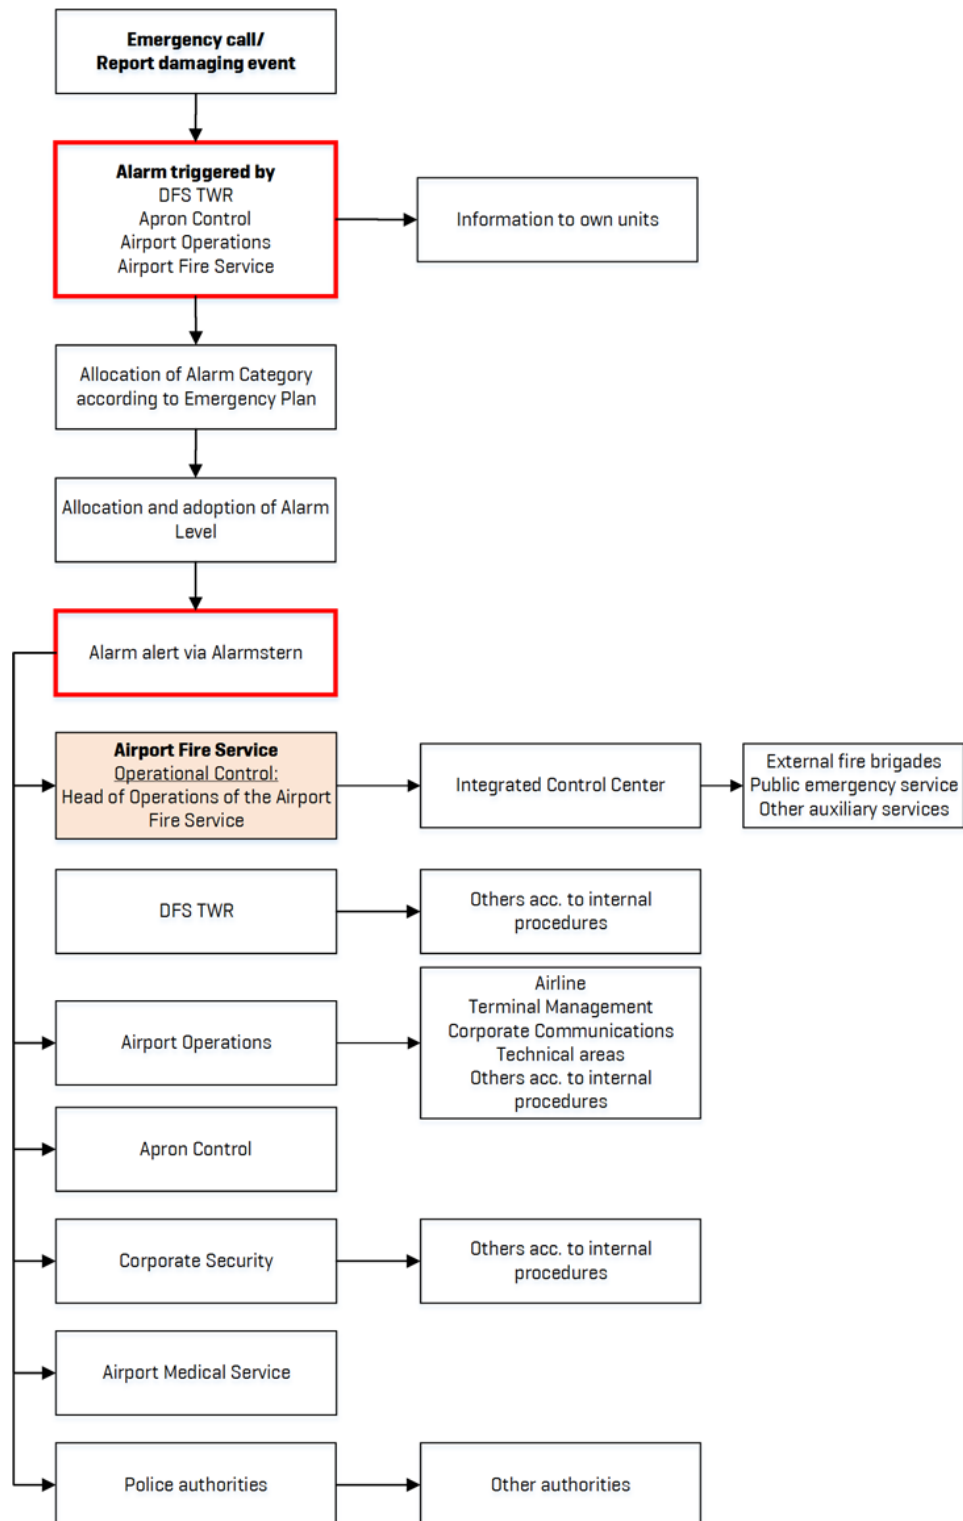 Emergency call/
Report damaging event
Alarm triggered by
DFS TWR
Apron Control
Airport Operations
Airport Fire Service
Information to own units
Allocation of Alarm Category
according to Emergency Plan
Allocation and adoption of Alarm
Level
Alarm alert via Alarmstern
Airport Fire Service
Operational Control:
Head of Operations of the Airport
Fire Service
Integrated Control Center
External fire brigades
Public emergency service
Other auxiliary services
DFS TWR
Others acc. to internal
procedures
Airport Operations
Airline
Terminal Management
Corporate Communications
Technical areas
Others acc. to internal
procedures
Apron Control
Corporate Security
Others acc. to internal
procedures
Airport Medical Service
Police authorities
Other authorities